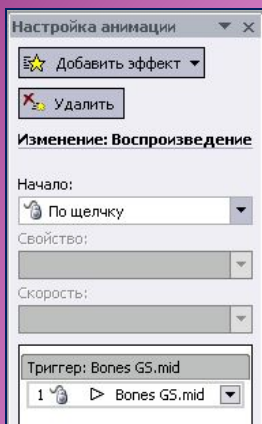 Настройка анимации
Добавить эффект
Удалить
Изменение: Воспроизведение
Начало:
По щелчку
Свойство:
Скорость:
Триггер: Bones GS.mid
1 Bones GS.mid